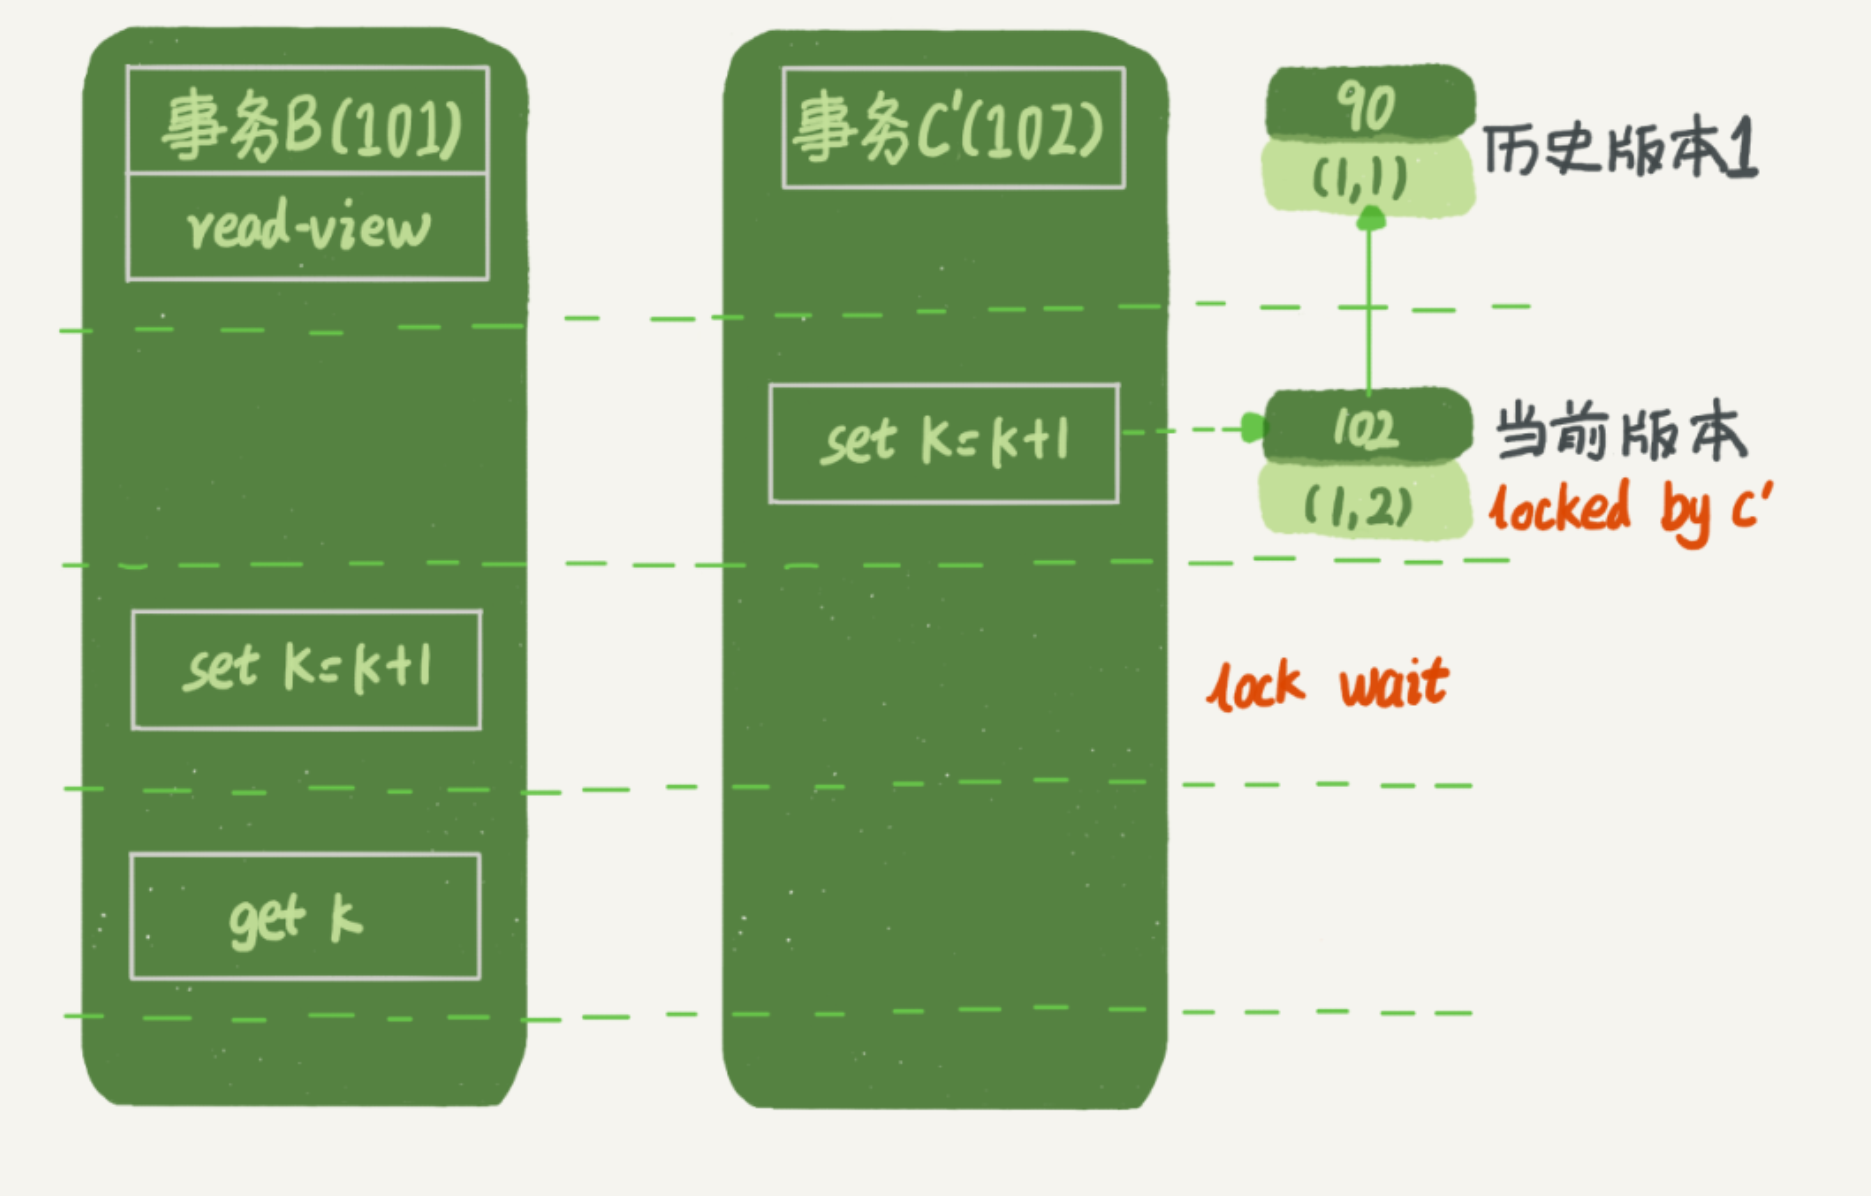 事务B(101)
read-view
事务C'(102)
90
(1,1)
历史版本1
set k=k+1
102
(1,2)
当前版本
locked by c'
set k=k+1
lock wait
get k